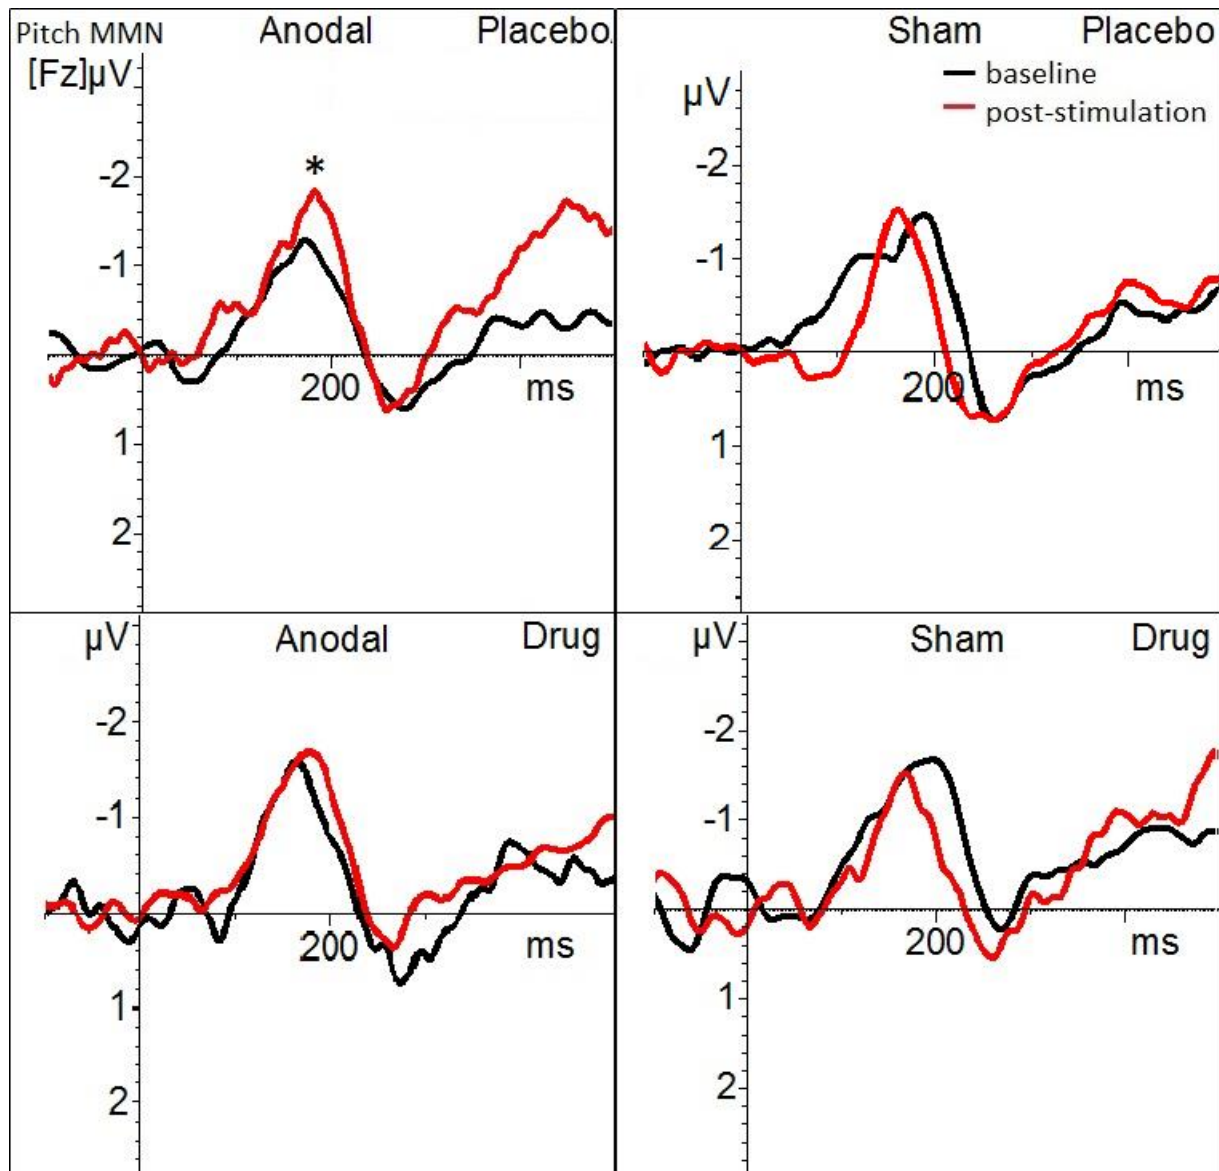 Pitch MMN Anodal Placebo
[Fz]µV
-2
*
-1
200 ms
1
2
Sham Placebo
baseline
µV
post-stimulation
-2
-1
200 ms
1
2
µV Anodal Drug
-2
-1
200 ms
1
2
µV Sham Drug
-2
-1
200 ms
1
2